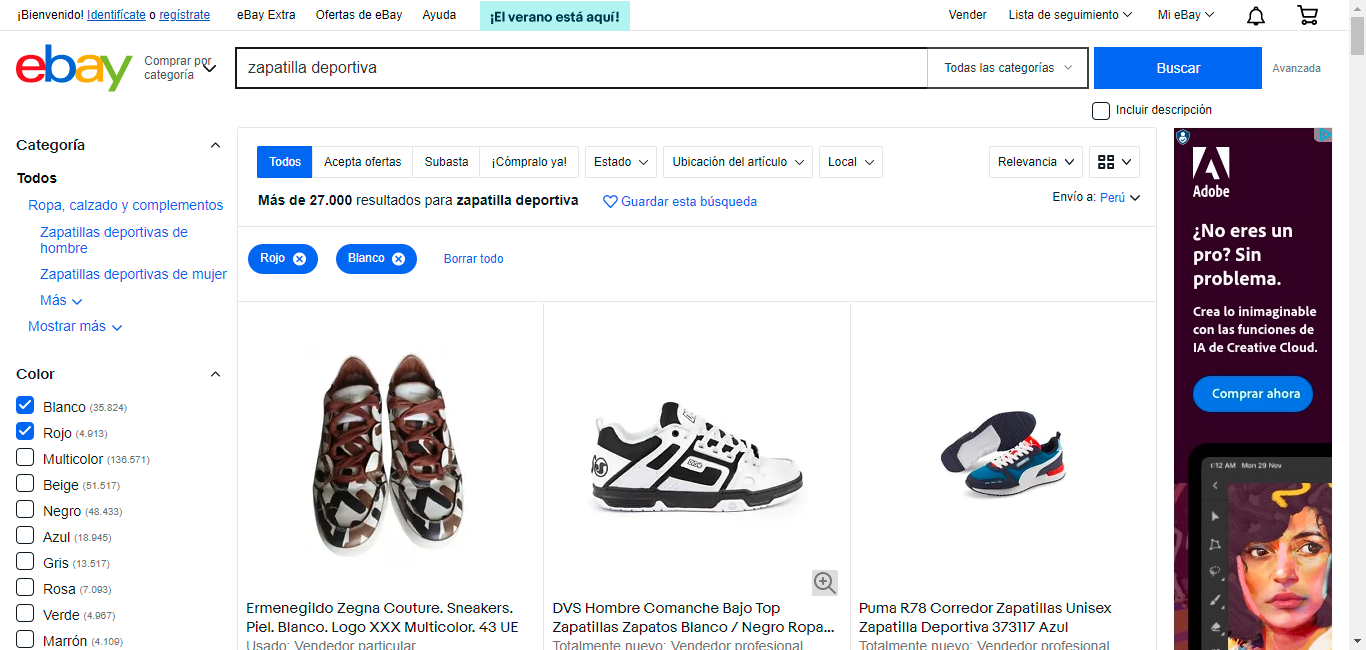 ¡Bienvenido! Identifícate o regístrate
eBay Extra
Ofertas de eBay
Ayuda
¡El verano está aquí!
Vender
Lista de seguimiento
Mi eBay
ebay
Comprar por
categoría
zapatilla deportiva
Todas las categorías
Buscar
Avanzada
Incluir descripción
Categoría
Todos
Ropa, calzado y complementos
Zapatillas deportivas de
hombre
Zapatillas deportivas de mujer
Más
Mostrar más
Color
Blanco (35.824)
Rojo (4.913)
Multicolor (136.571)
Beige (51.517)
Negro (48.433)
Azul (18.945)
Gris (13.517)
Rosa (7.093)
Verde (4.967)
Marrón (4.109)
Todos
Acepta ofertas
Subasta
¡Cómpralo ya!
Estado
Ubicación del artículo
Local
Relevancia
Más de 27.000 resultados para zapatilla deportiva
Guardar esta búsqueda
Envío a: Perú
Rojo
Blanco
Borrar todo
Ermenegildo Zegna Couture. Sneakers.
Piel. Blanco. Logo XXX Multicolor. 43 UE
Usado: Vendedor particular
DVS Hombre Comanche Bajo Top
Zapatillas Zapatos Blanco / Negro Ropa...
Totalmente nuevo: Vendedor profesional
Puma R78 Corredor Zapatillas Unisex
Zapatilla Deportiva 373117 Azul
Totalmente nuevo: Vendedor profesional
Adobe
¿No eres un
pro? Sin
problema.
Crea lo inimaginable
con las funciones de
IA de Creative Cloud.
Comprar ahora
1:12 AM Mon 29 Nov